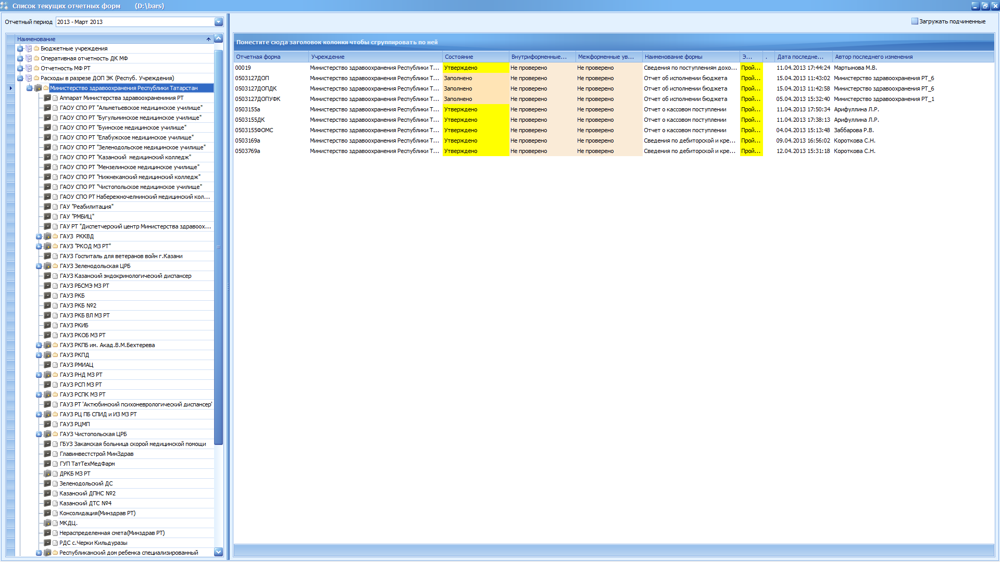 Список текущих отчетных форм (D:\bars)
Отчетный период 2013 - Март 2013
Загружать подчиненные
Наименование
Бюджетные учреждения
Оперативная отчетность ДК МФ
Отчетность МФ РТ
Расходы в разрезе ДОП ЭК (Респуб. Учреждения)
Министерство здравоохранения Республики Татарстан
Аппарат Министерства здравоохраненииия РТ
ГАОУ СПО РТ "Альметьевское медицинское училище"
ГАОУ СПО РТ "Бугульминское медицинское училище"
ГАОУ СПО РТ "Буинское медицинское училище"
ГАОУ СПО РТ "Елабужское медицинское училище"
ГАОУ СПО РТ "Зеленодольское медицинское училище"
ГАОУ СПО РТ "Казанский медицинский колледж"
ГАОУ СПО РТ "Мензелинское медицинское училище"
ГАОУ СПО РТ "Нижнекамский медицинский колледж"
ГАОУ СПО РТ "Чистопольское медицинское училище"
ГАОУ СПО РТ Набережночелнинский медицинский кол...
ГАУ "Реабилитация"
ГАУ "РМБИЦ"
ГАУ РТ "Диспетчерский центр Министерства здравоох...
ГАУЗ РККВД
ГАУЗ "РКОД МЗ РТ"
ГАУЗ Госпиталь для ветеранов войн г.Казани
ГАУЗ Зеленодольская ЦРБ
ГАУЗ Казанский эндокринологический диспансер
ГАУЗ РБСМЭ МЗ РТ
ГАУЗ РКБ
ГАУЗ РКБ №2
ГАУЗ РКБ ВЛ МЗ РТ
ГАУЗ РКИБ
ГАУЗ РКОБ МЗ РТ
ГАУЗ РКПБ им. Акад.В.М.Бехтерева
ГАУЗ РКПД
ГАУЗ РМИАЦ
ГАУЗ РНД МЗ РТ
ГАУЗ РСП МЗ РТ
ГАУЗ РСПК МЗ РТ
ГАУЗ РТ 'Актюбинский психоневрологический диспансер'
ГАУЗ РЦ ПБ СПИД и ИЗ МЗ РТ
ГАУЗ РЦМП
ГАУЗ Чистопольская ЦРБ
ГБУЗ Закамская больница скорой медицинской помощи
Главинвестстрой МинЗдрав
ГУП ТатТехМедФарм
ДРКБ МЗ РТ
Зеленодольский ДС
Казанский ДПНС №2
Казанский ДТС №4
Консолидация(Минздрав РТ)
МКДЦ.
Нераспределенная смета(Минздрав РТ)
РДС с.Черки Кильдуразы
Республиканский дом ребенка специализированный
Поместите сюда заголовок колонки чтобы сгруппировать по ней
Отчетная форма Учреждение Состояние Внутриформенные... Межформенные ув... Наименование формы Э... . Дата последне... Автор последнего изменения
00019 Министерство здравоохранения Республики Т... Утверждено Не проверено Не проверено Сведения по поступлениям дохо... Прой... 11.04.2013 17:44:24 Мартынова М.В.
0503127ДОП Министерство здравоохранения Республики Т... Заполнено Не проверено Не проверено Отчет об исполнении бюджета Прой... 15.04.2013 11:43:02 Министерство здравоохранения РТ_6
0503127ДОПДК Министерство здравоохранения Республики Т... Заполнено Не проверено Не проверено Отчет об исполнении бюджета Прой... 15.04.2013 11:42:58 Министерство здравоохранения РТ_6
0503127ДОПУФК Министерство здравоохранения Республики Т... Заполнено Не проверено Не проверено Отчет об исполнении бюджета Прой... 05.04.2013 15:32:40 Министерство здравоохранения РТ_1
0503155а Министерство здравоохранения Республики Т... Утверждено Не проверено Не проверено Отчет о кассовом поступлении Прой... 11.04.2013 17:50:34 Арифуллина Л.Р.
0503155ДК Министерство здравоохранения Республики Т... Утверждено Не проверено Не проверено Отчет о кассовом поступлении Прой... 11.04.2013 17:38:13 Арифуллина Л.Р.
0503155ФОМС Министерство здравоохранения Республики Т... Утверждено Не проверено Не проверено Отчет о кассовом поступлении Прой... 04.04.2013 15:13:48 Заббарова Р.В.
0503169а Министерство здравоохранения Республики Т... Утверждено Не проверено Не проверено Сведения по дебиторской и кре... Прой... 09.04.2013 16:56:02 Короткова С.Н.
0503769а Министерство здравоохранения Республики Т... Утверждено Не проверено Не проверено Сведения по дебиторской и кре... Прой... 12.04.2013 15:31:18 Короткова С.Н.